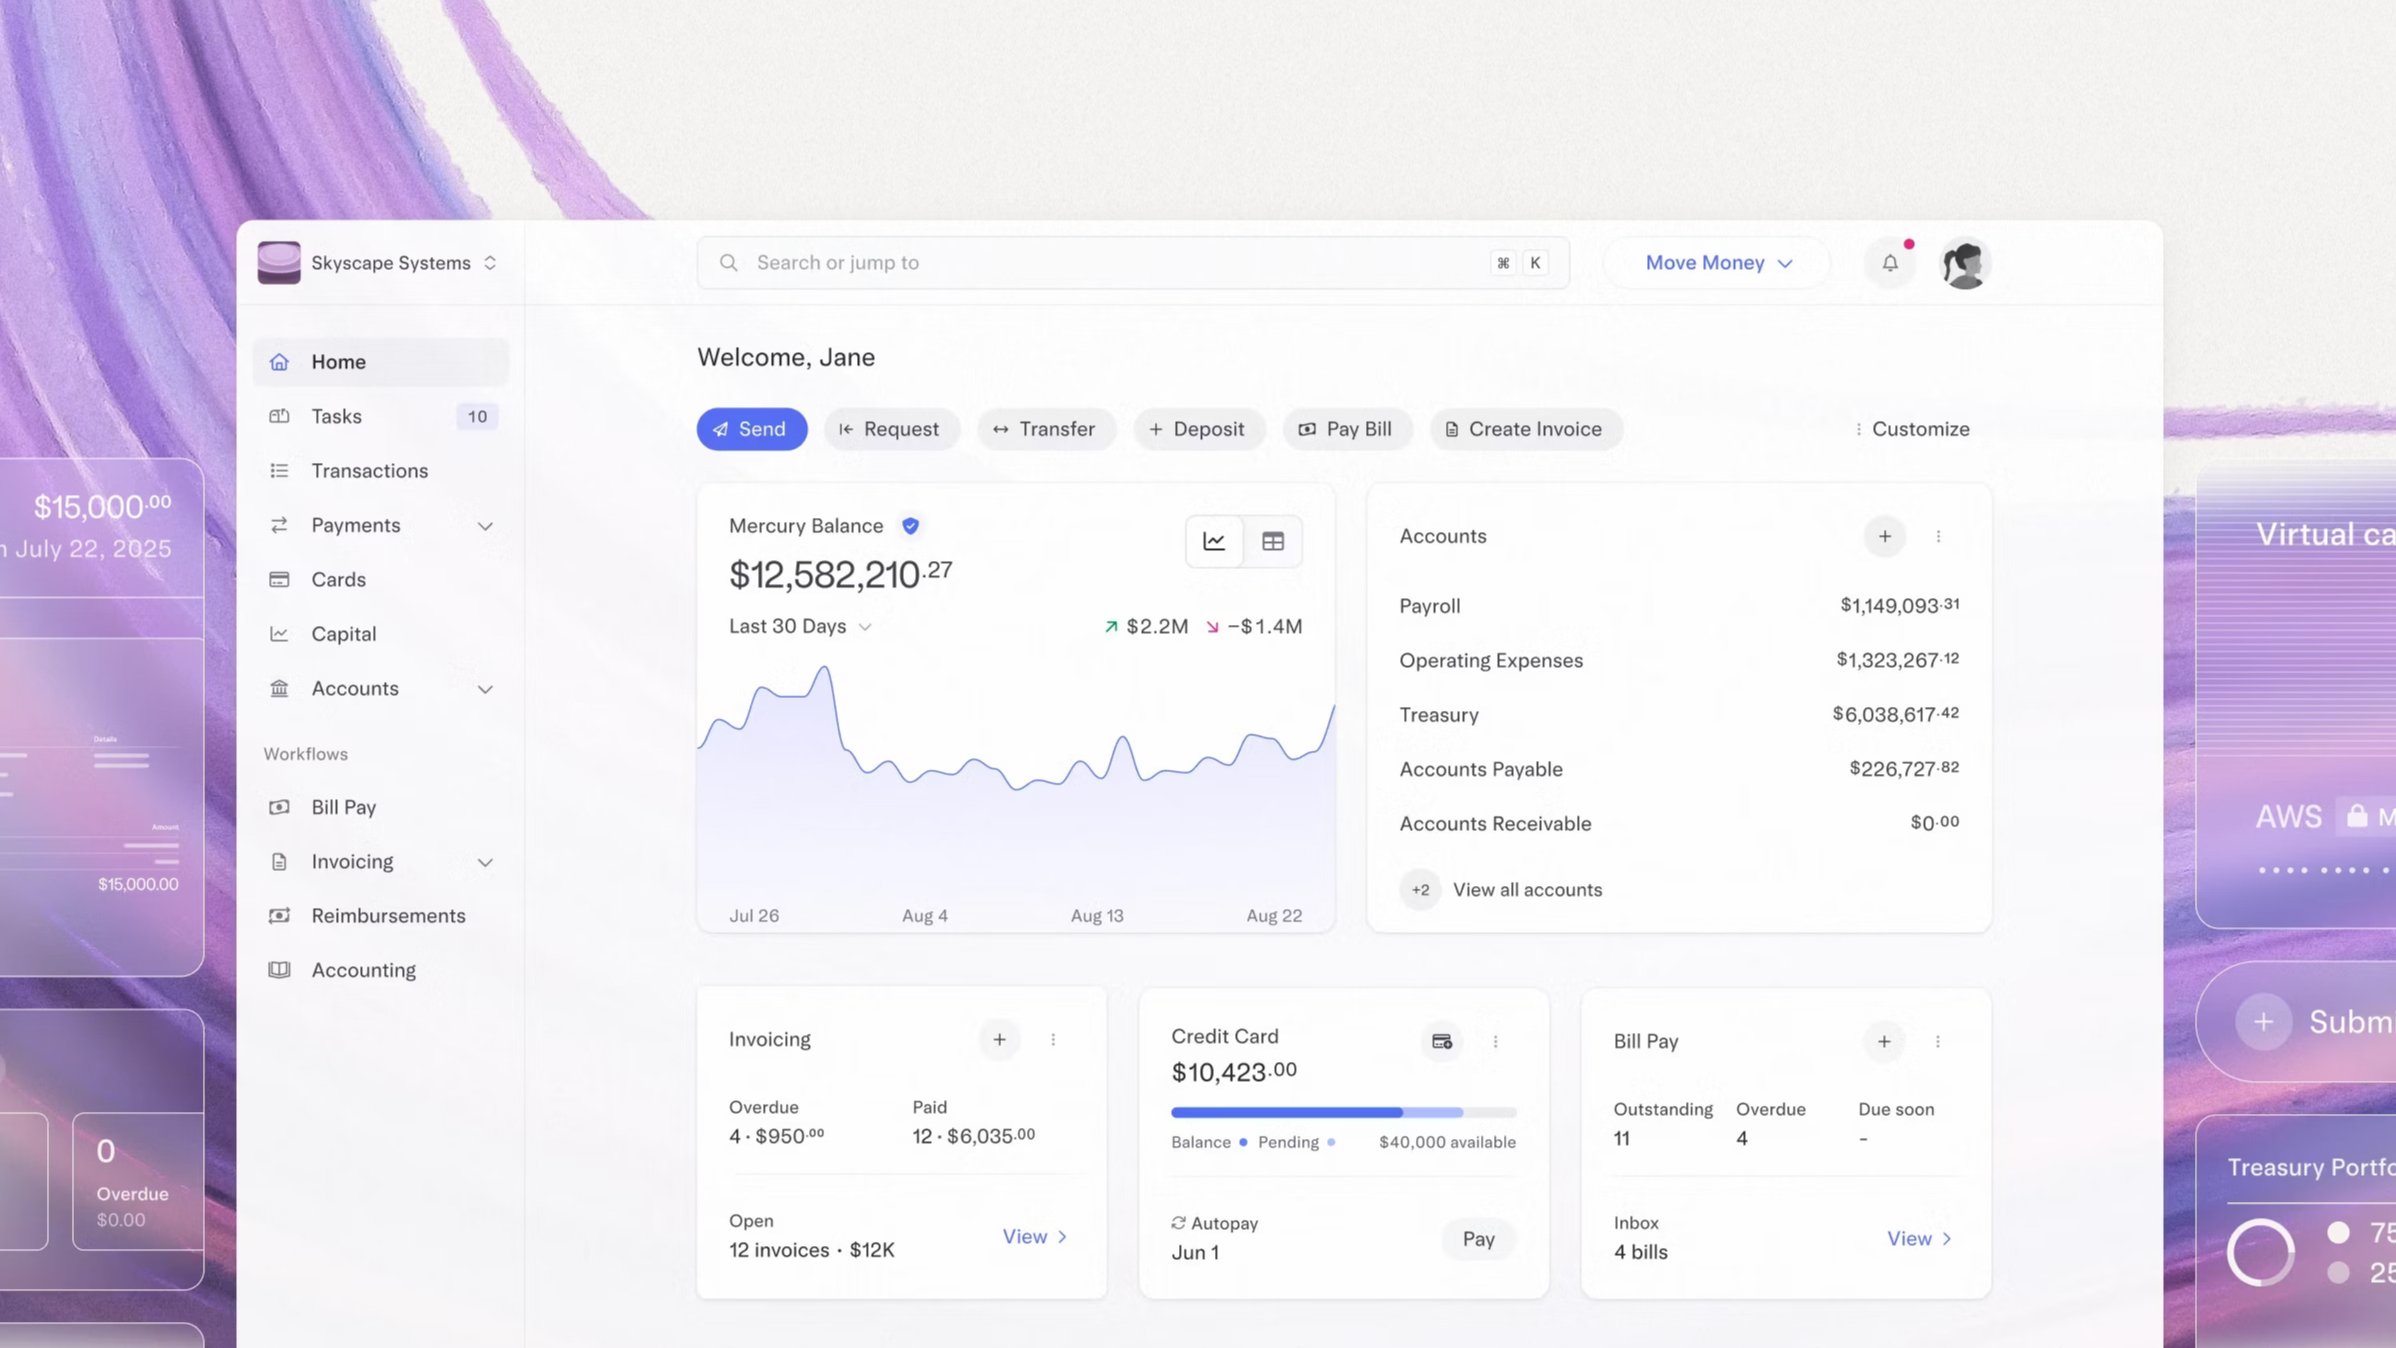 Skyscape Systems
Search or jump to
⌘ K
Move Money
Home
Tasks 10
Transactions
Payments
Cards
Capital
Accounts
Workflows
Bill Pay
Invoicing
Reimbursements
Accounting
Welcome, Jane
Send
Request
Transfer
Deposit
Pay Bill
Create Invoice
Customize
Mercury Balance
$12,582,210.27
Last 30 Days
$2.2M
−$1.4M
Jul 26
Aug 4
Aug 13
Aug 22
Accounts
Payroll $1,149,093.31
Operating Expenses $1,323,267.12
Treasury $6,038,617.42
Accounts Payable $226,727.82
Accounts Receivable $0.00
+2 View all accounts
Invoicing
Overdue
4 · $950.00
Paid
12 · $6,035.00
Open
12 invoices · $12K
View
Credit Card
$10,423.00
Balance
Pending
$40,000 available
Autopay
Jun 1
Pay
Bill Pay
Outstanding
11
Overdue
4
Due soon
-
Inbox
4 bills
View
$15,000.00
July 22, 2025
Details
Amount
$15,000.00
0
Overdue
$0.00
Virtual
AWS
Treasury